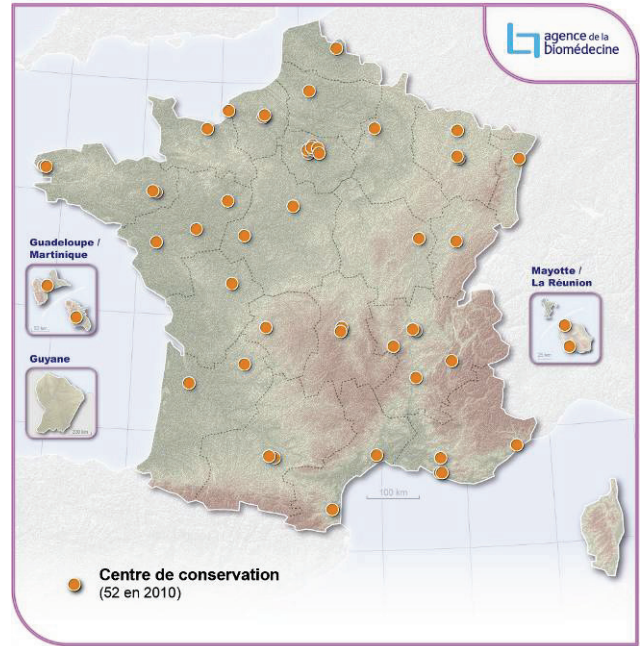 agence de la
biomédecine
Guadeloupe /
Martinique
Mayotte /
La Réunion
Guyane
100 km
Centre de conservation
(52 en 2010)